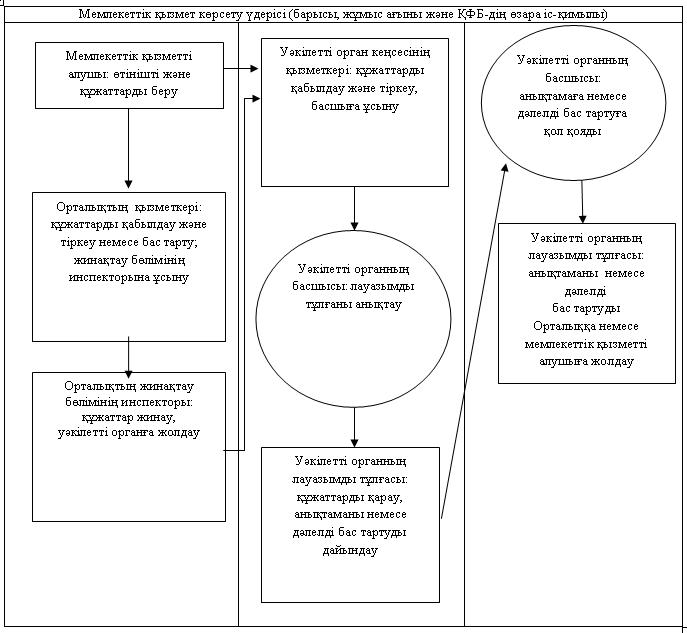 Мемлекеттік қызмет көрсету үдерісі (барысы, жұмыс ағыны және ҚФБ-дің өзара іс-қимылы)
Мемлекеттік қызметті
алушы: өтінішті және
құжаттарды беру
Орталықтың қызметкері:
құжаттарды қабылдау және
тіркеу немесе бас тарту;
жинақтау бөлімінің
инспекторына ұсыну
Орталықтың жинақтау
бөлімінің инспекторы:
құжаттар жинау,
уәкілетті органға жолдау
Уәкілетті орган кеңсесінің
қызметкері: құжаттарды
қабылдау және тіркеу,
басшыға ұсыну
Уәкілетті органның
басшысы: лауазымды
тұлғаны анықтау
Уәкілетті органның
лауазымды тұлғасы:
құжаттарды қарау,
анықтаманы немесе
дәлелді бас тартуды
дайындау
Уәкілетті органның
басшысы:
анықтамаға немесе
дәлелді бас тартуға
қол қояды
Уәкілетті органның
лауазымды тұлғасы:
анықтаманы немесе
дәлелді
бас тартуды
Орталыққа немесе
мемлекеттік қызметті
алушыға жолдау